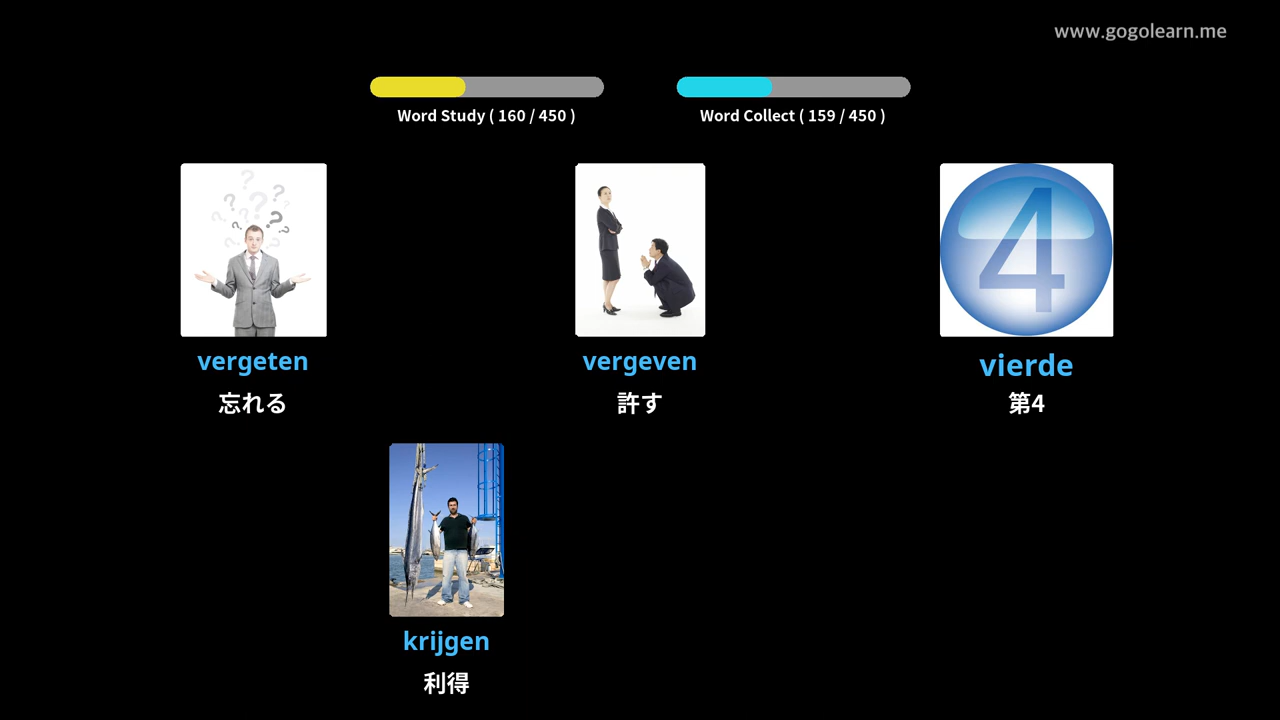 www.gogolearn.me
Word Study ( 160 / 450 )
Word Collect ( 159 / 450 )
4
vergeten
忘れる
vergeven
許す
vierde
第4
krijgen
利得